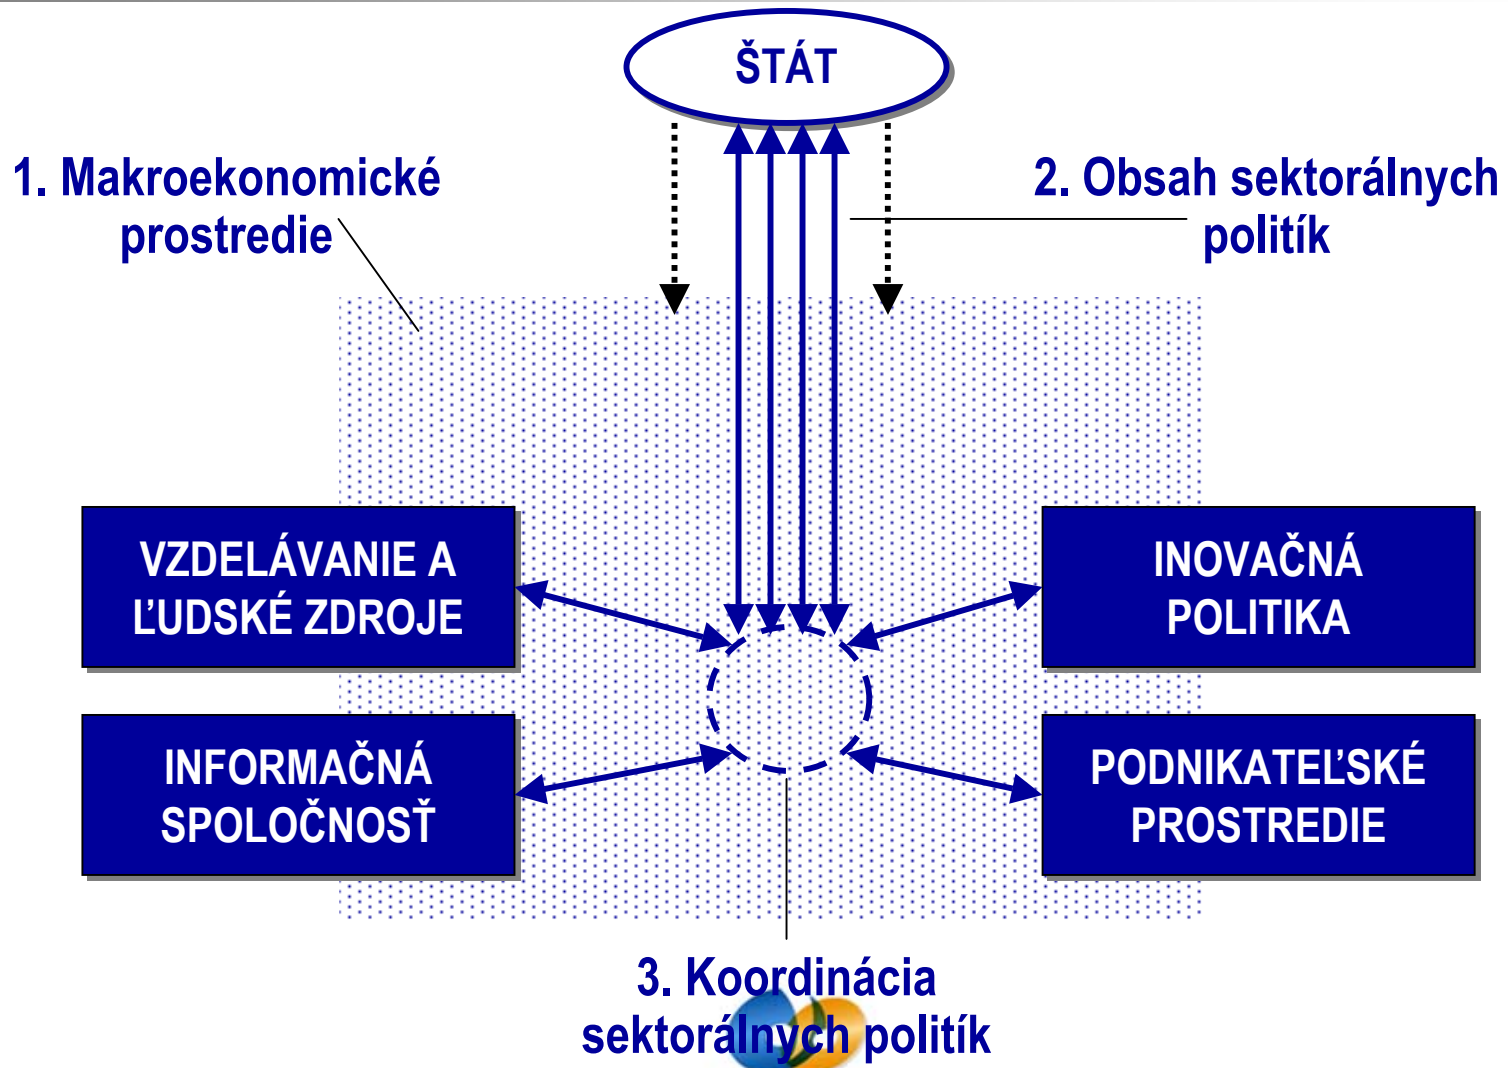 ŠTÁT
1. Makroekonomické
prostredie
2. Obsah sektorálnych
politík
VZDELÁVANIE A
ĽUDSKÉ ZDROJE
INOVAČNÁ
POLITIKA
INFORMAČNÁ
SPOLOČNOSŤ
PODNIKATEĽSKÉ
PROSTREDIE
3. Koordinácia
sektorálnych politík